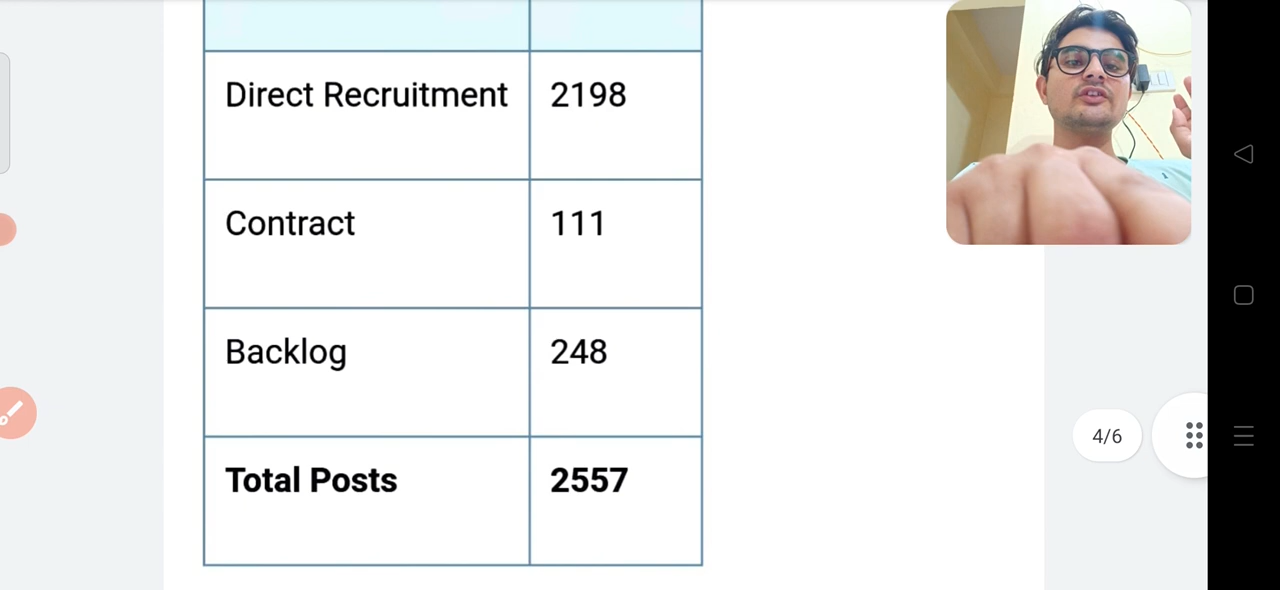 Direct Recruitment 2198
Contract 111
Backlog 248
Total Posts 2557
4/6